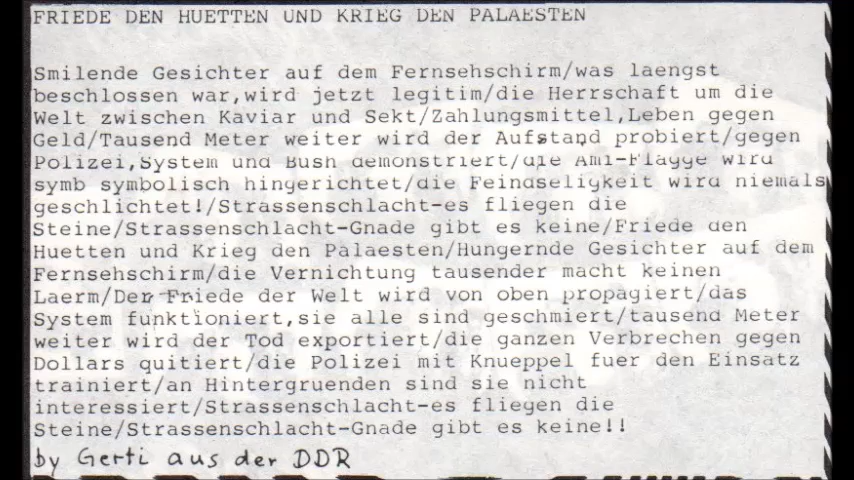 FRIEDE DEN HUETTEN UND KRIEG DEN PALAESTEN
Smilende Gesichter auf dem Fernsehschirm/was laengst
beschlossen war,wird jetzt legitim/die Herrschaft um die
Welt zwischen Kaviar und Sekt/Zahlungsmittel,Leben gegen
Geld/Tausend Meter weiter wird der Aufstand probiert/gegen
Polizei,System und Bush demonstriert/die Ami-Flagge wird
symb symbolisch hingerichtet/die Feindseligkeit wird niemals
geschlichtet!/Strassenschlacht-es fliegen die
Steine/Strassenschlacht-Gnade gibt es keine/Friede den
Huetten und Krieg den Palaesten/Hungernde Gesichter auf dem
Fernsehschirm/die Vernichtung tausender macht keinen
Laerm/Der Friede der Welt wird von oben propagiert/das
System funktioniert,sie alle sind geschmiert/tausend Meter
weiter wird der Tod exportiert/die ganzen Verbrechen gegen
Dollars quitiert/die Polizei mit Knueppel fuer den Einsatz
trainiert/an Hintergruenden sind sie nicht
interessiert/Strassenschlacht-es fliegen die
Steine/Strassenschlacht-Gnade gibt es keine!!
by Gerti aus der DDR